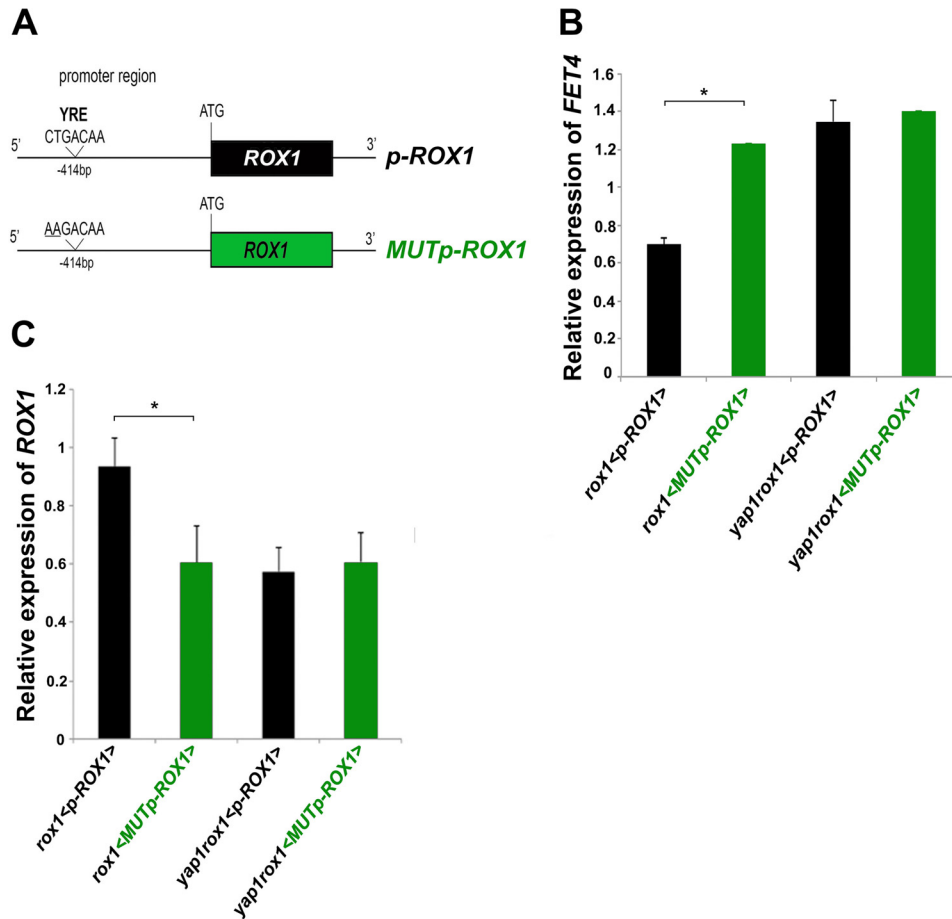 A
promoter region
YRE
CTGACAA
ATG
5'
3'
-414bp
ROX1
p-ROX1
AAGACAA
ATG
5'
3'
-414bp
ROX1
MUTp-ROX1
B
Relative expression of FET4
1.6
1.4
1.2
1
0.8
0.6
0.4
0.2
0
*
rox1<p-ROX1>
rox1<MUTp-ROX1>
yap1rox1<p-ROX1>
yap1rox1<MUTp-ROX1>
C
Relative expression of ROX1
1.2
1
0.8
0.6
0.4
0.2
0
*
rox1<p-ROX1>
rox1<MUTp-ROX1>
yap1rox1<p-ROX1>
yap1rox1<MUTp-ROX1>